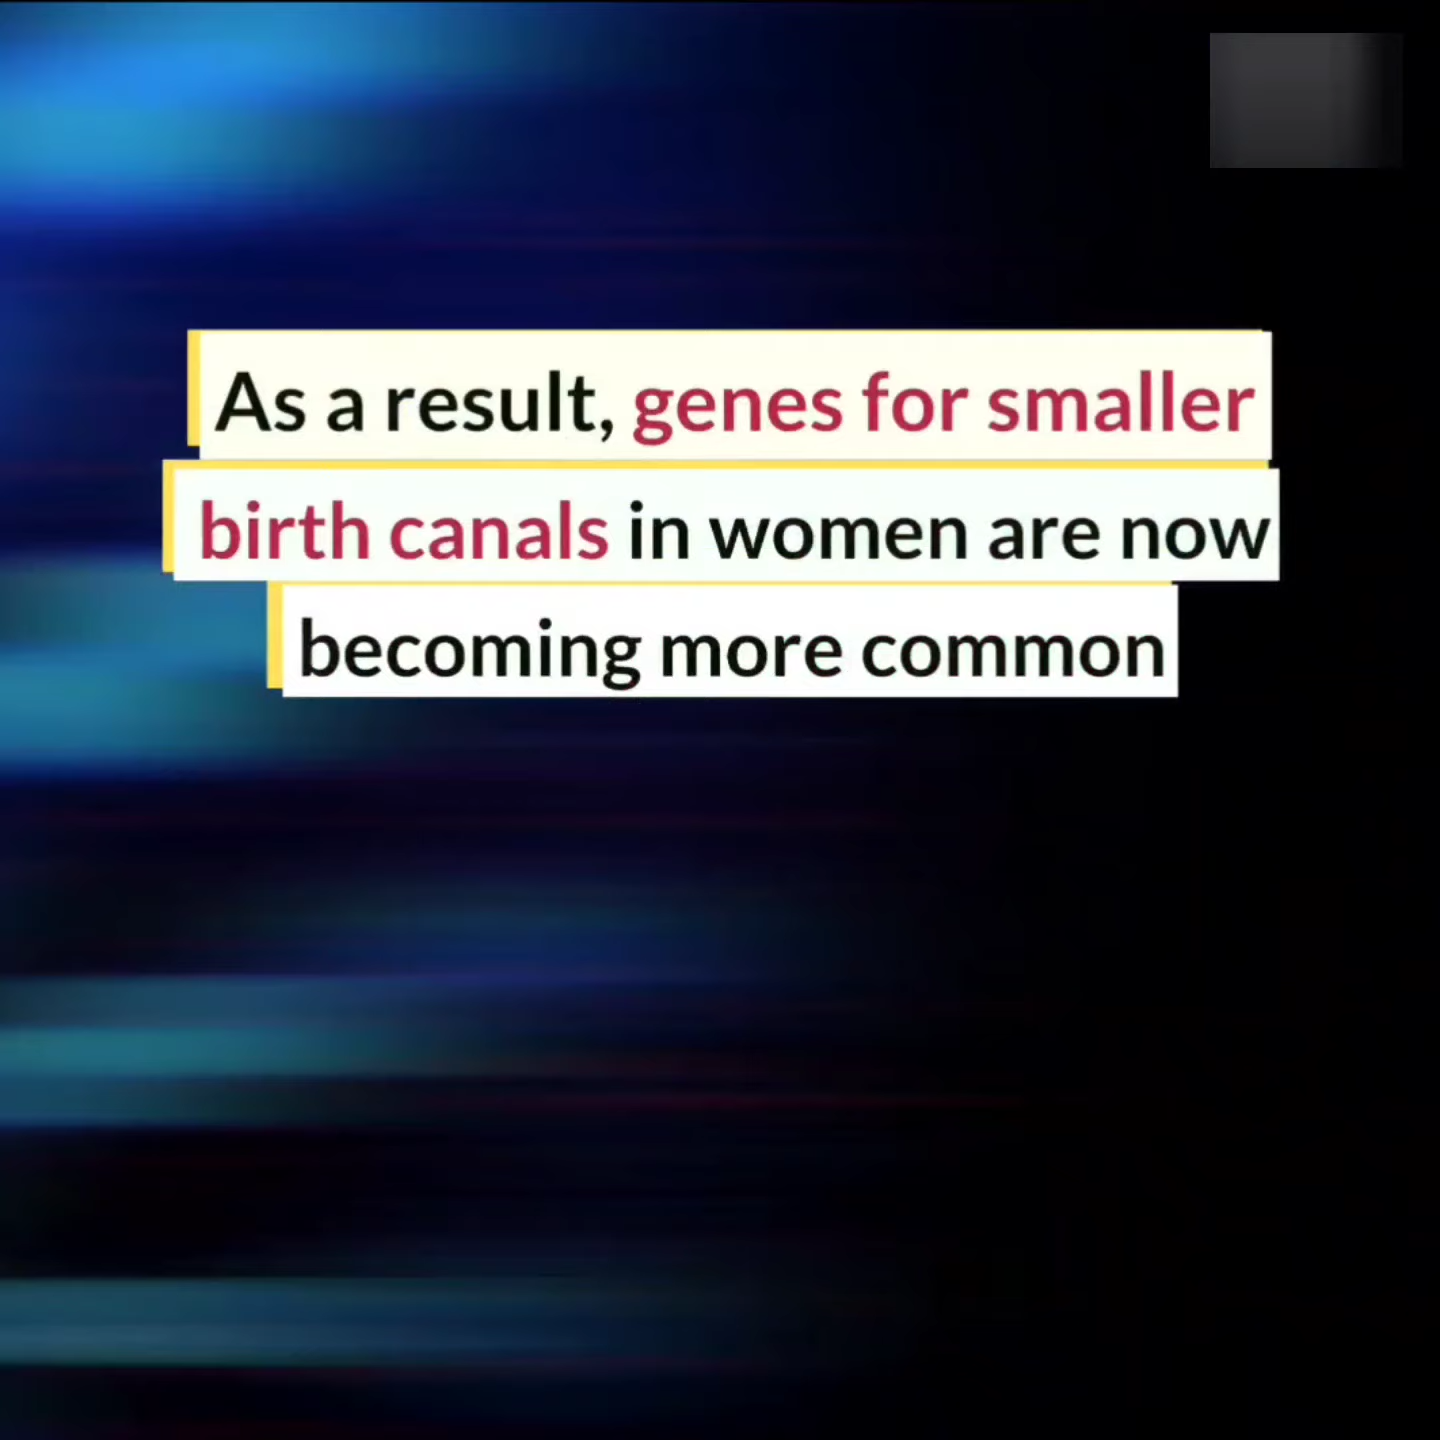 As a result, genes for smaller
birth canals in women are now
becoming more common